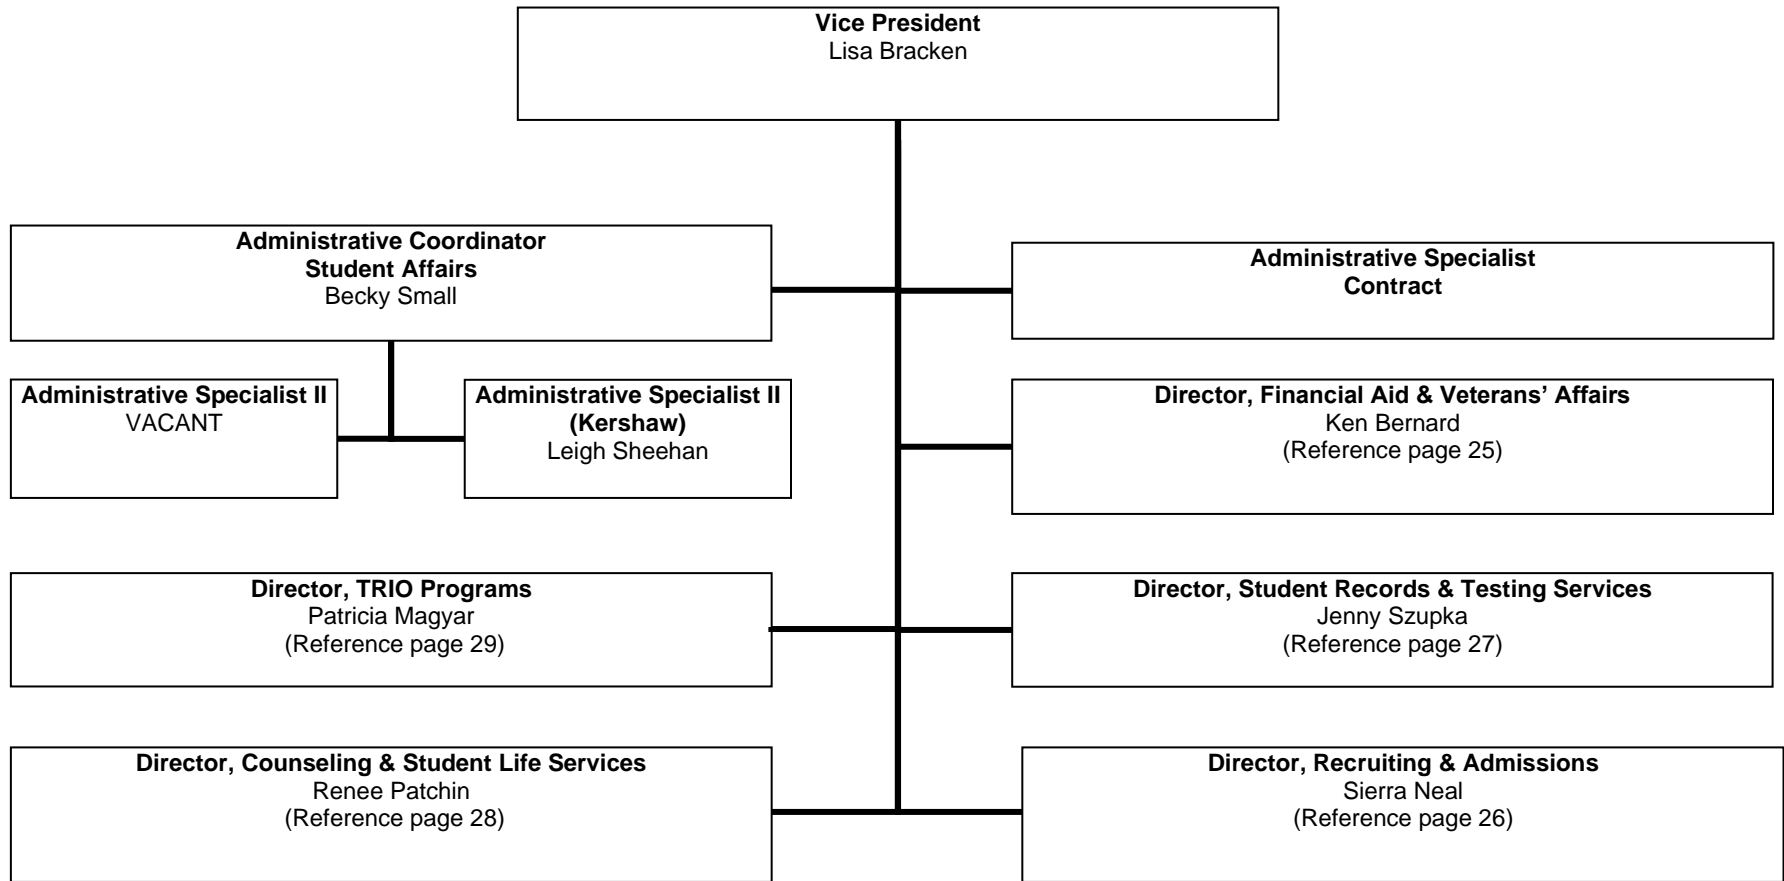 Vice President
Lisa Bracken
Administrative Coordinator
Student Affairs
Becky Small
Administrative Specialist
Contract
Administrative Specialist II
VACANT
Administrative Specialist II
(Kershaw)
Leigh Sheehan
Director, Financial Aid & Veterans’ Affairs
Ken Bernard
(Reference page 25)
Director, TRIO Programs
Patricia Magyar
(Reference page 29)
Director, Student Records & Testing Services
Jenny Szupka
(Reference page 27)
Director, Counseling & Student Life Services
Renee Patchin
(Reference page 28)
Director, Recruiting & Admissions
Sierra Neal
(Reference page 26)